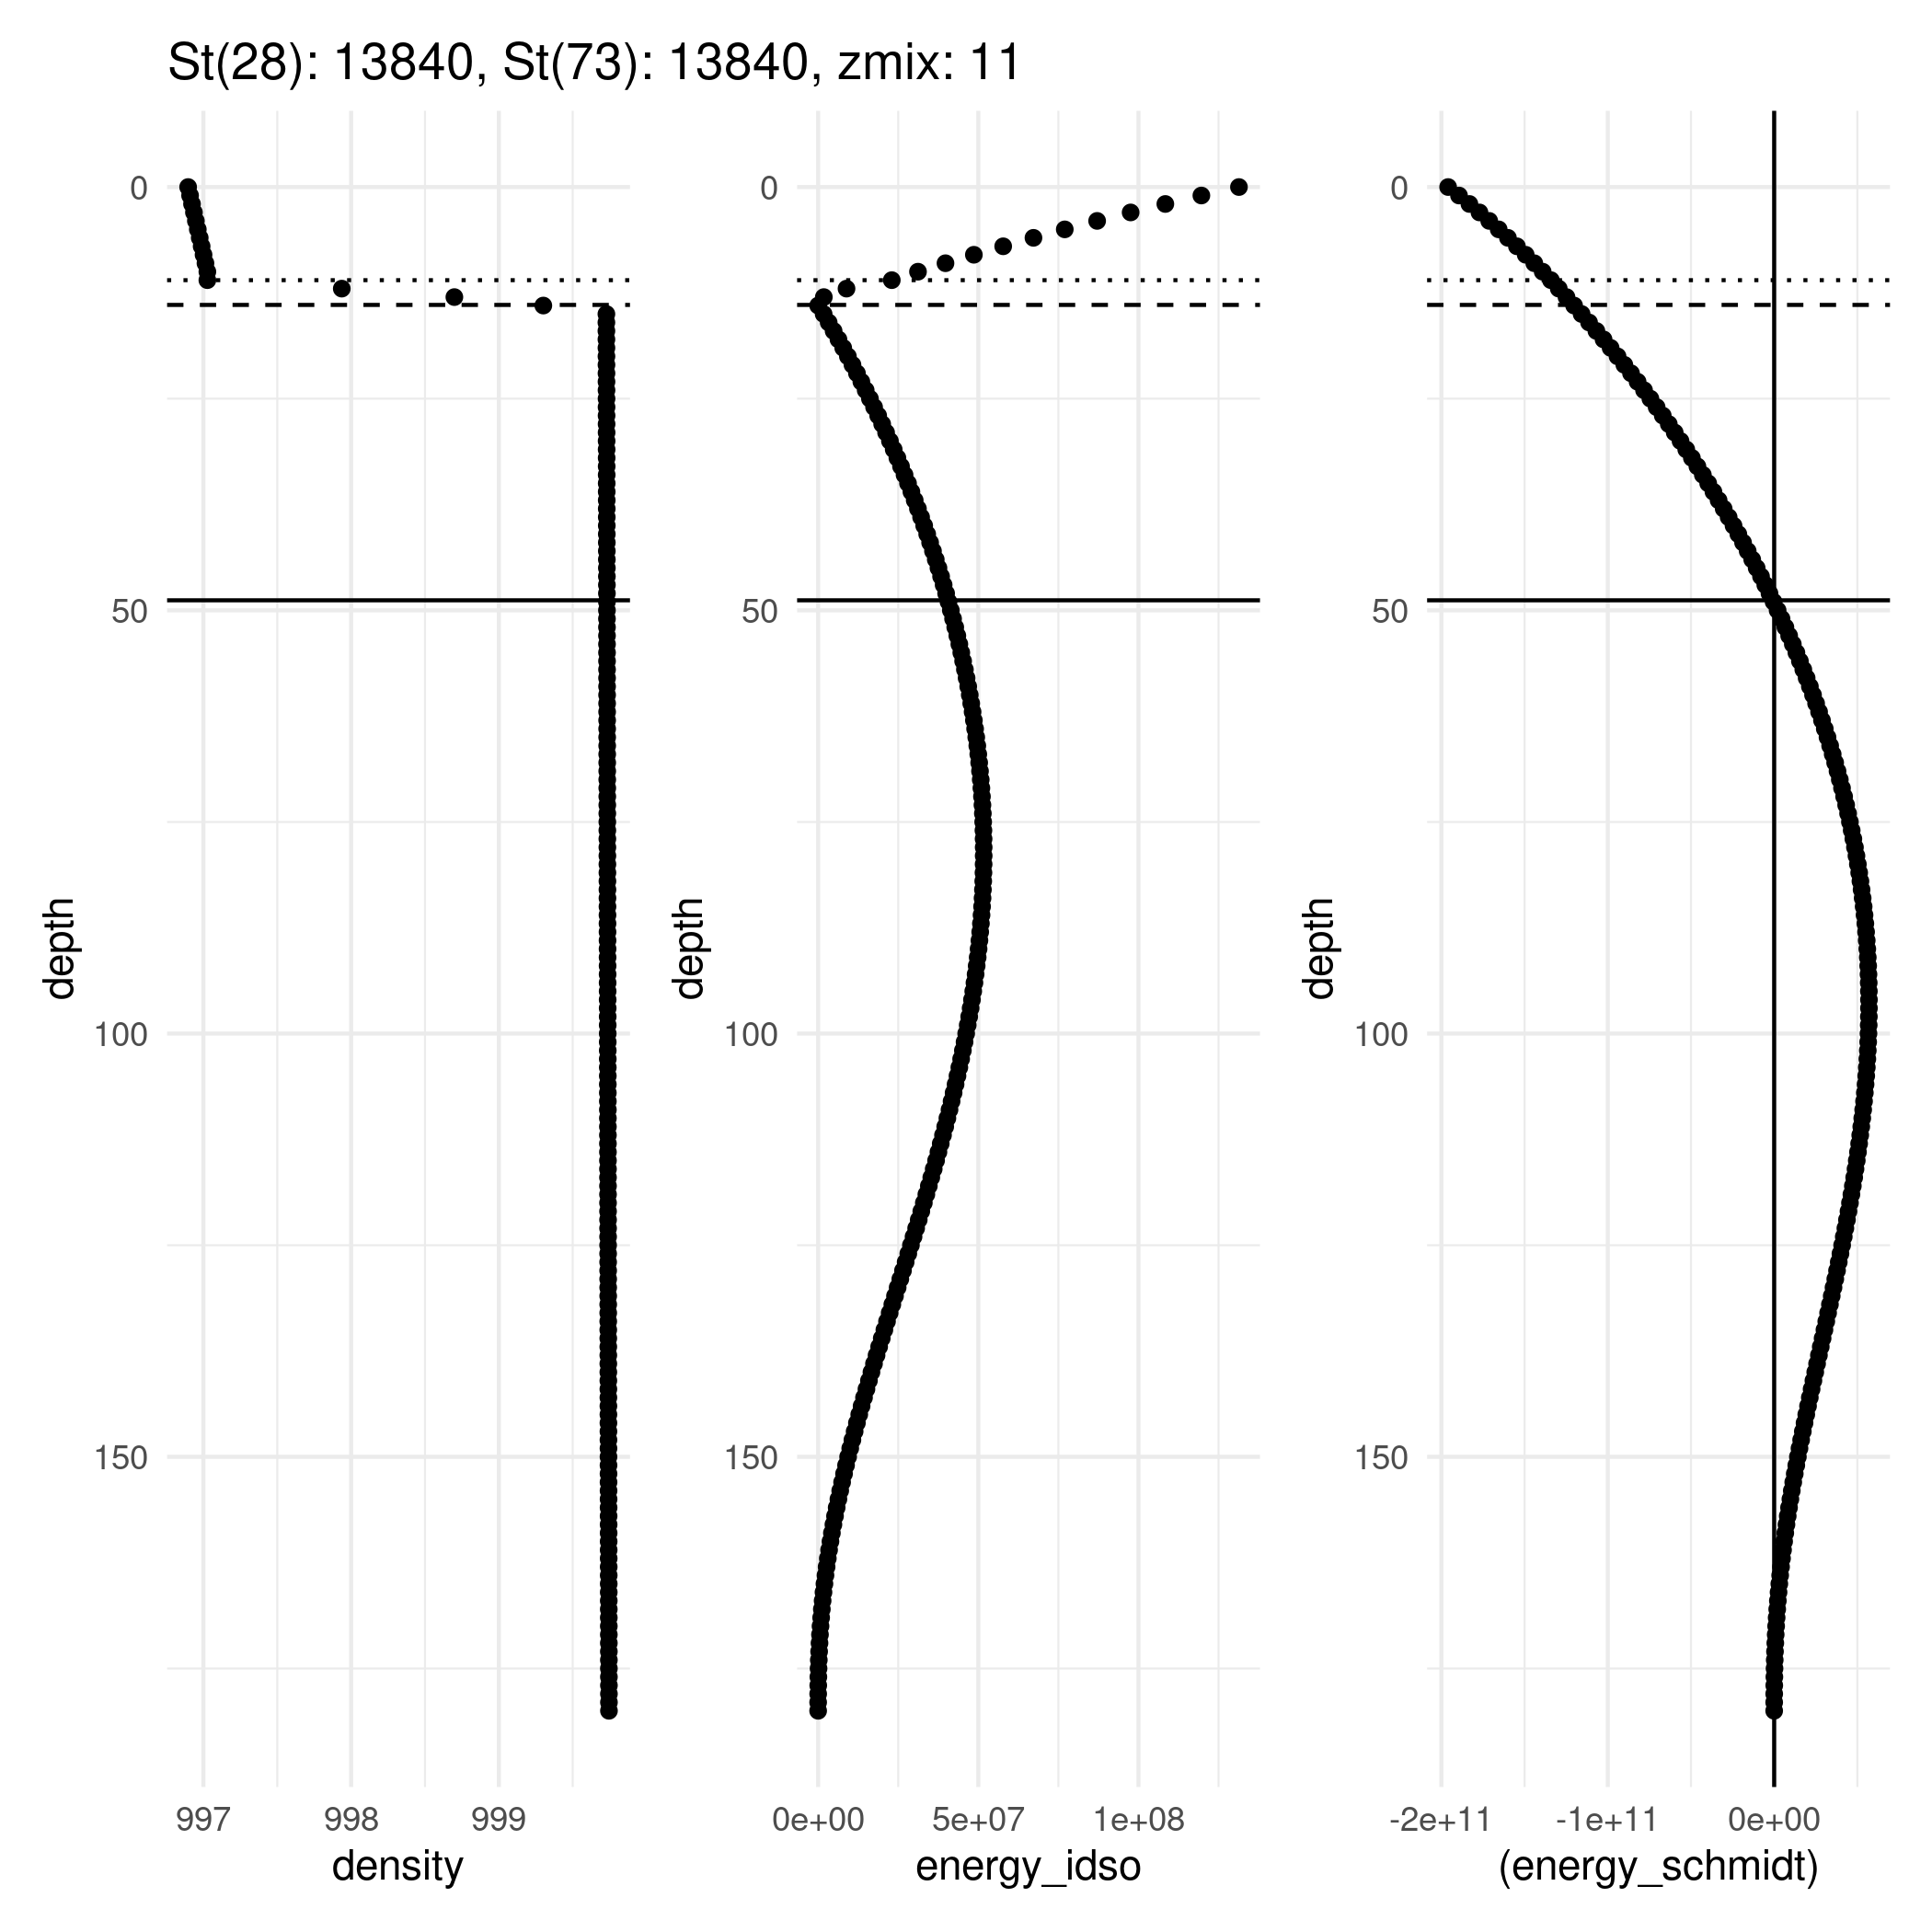 St(28): 13840, St(73): 13840, zmix: 11
0
50
100
150
depth
997
998
999
density
0
50
100
150
depth
0e+00
5e+07
1e+08
energy_idso
0
50
100
150
depth
-2e+11
-1e+11
0e+00
(energy_schmidt)